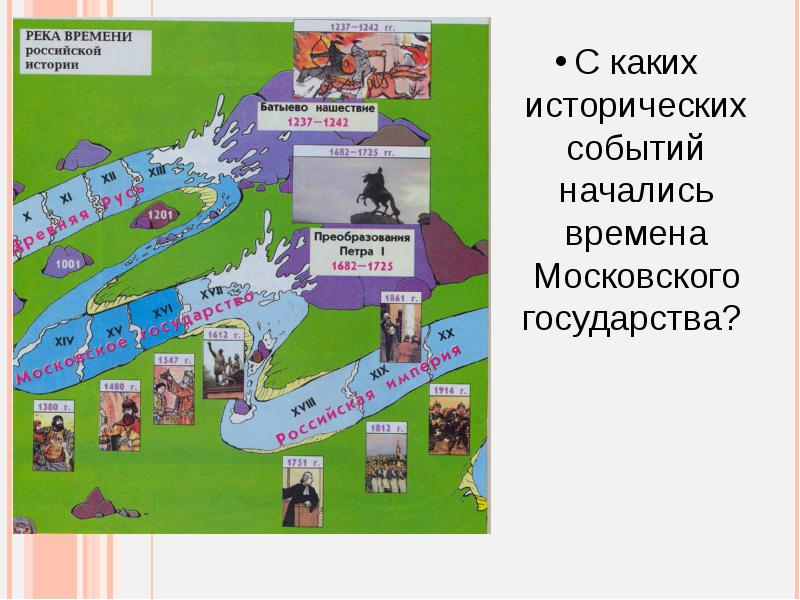 РЕКА ВРЕМЕНИ
российской
истории
1237—1242 гг.
Батыево нашествие
1237—1242
1682—1725 гг.
Преобразования
Петра I
1682—1725
X
XI
XII
XIII
Древняя Русь
1201
1001
XIV
XV
XVI
XVII
Московское государство
1380 г.
1480 г.
1547 г.
1612 г.
XVIII
XIX
XX
Российская империя
1751 г.
1812 г.
1861 г.
1914 г.
• С каких
исторических
событий
начались
времена
Московского
государства?